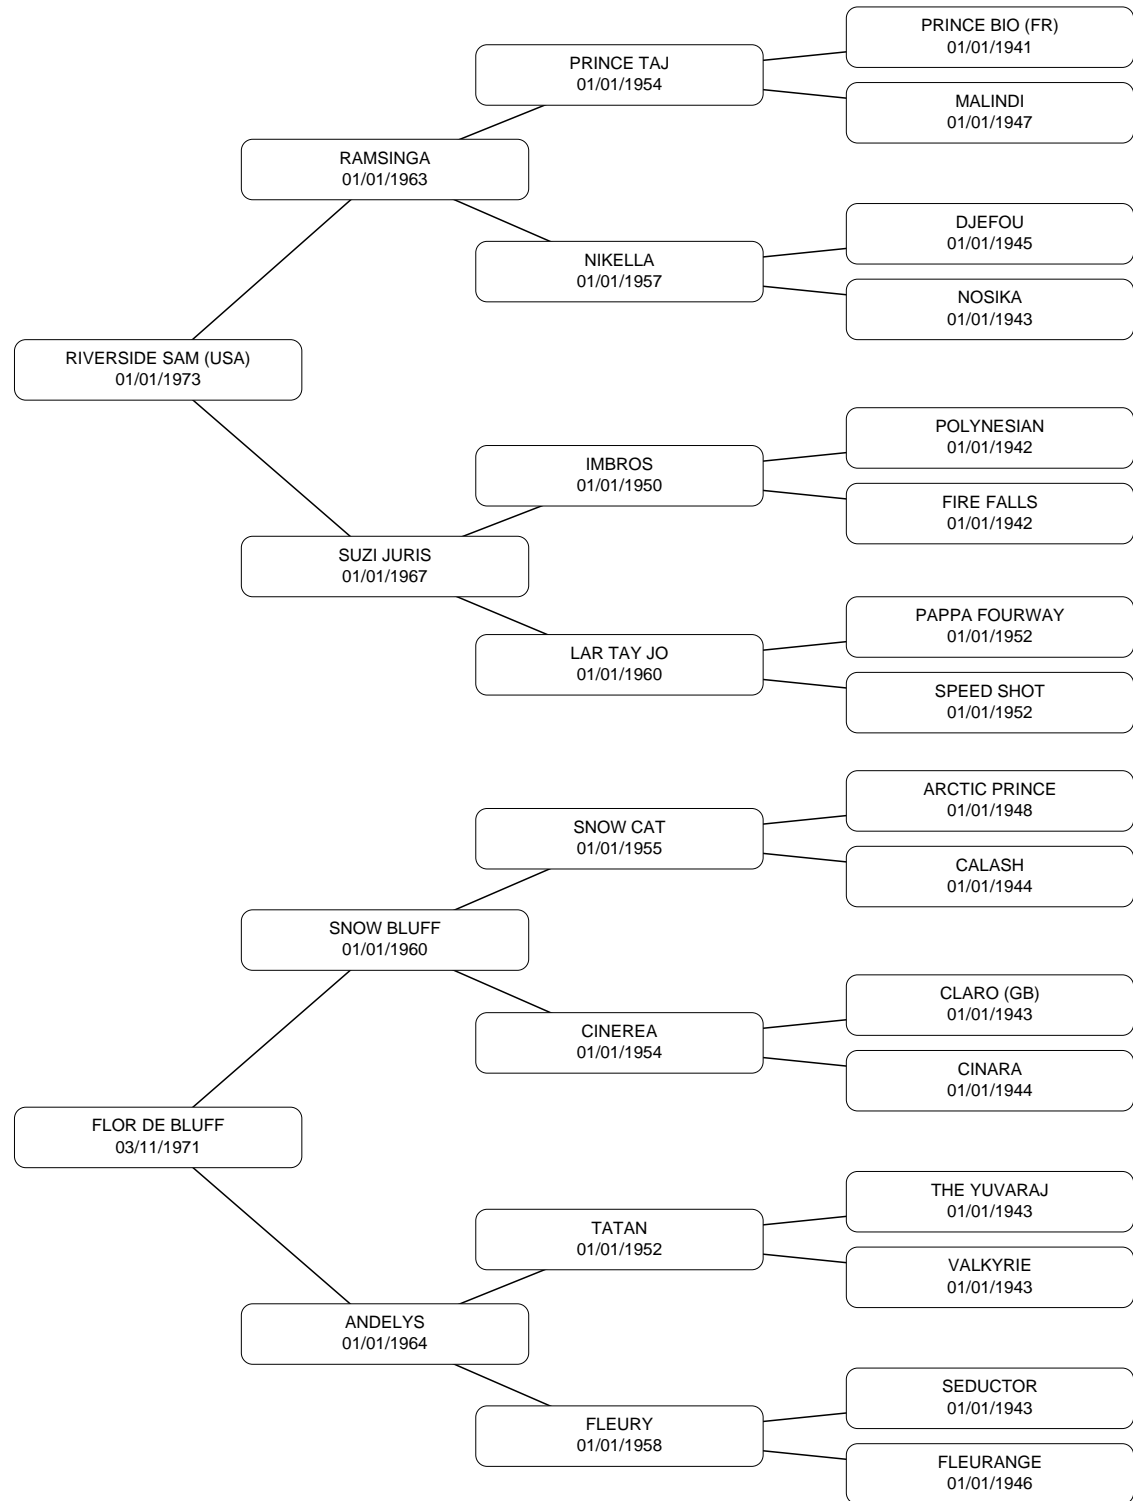 PRINCE BIO (FR)
01/01/1941
PRINCE TAJ
01/01/1954
MALINDI
01/01/1947
RAMSINGA
01/01/1963
DJEFOU
01/01/1945
NIKELLA
01/01/1957
NOSIKA
01/01/1943
RIVERSIDE SAM (USA)
01/01/1973
POLYNESIAN
01/01/1942
IMBROS
01/01/1950
FIRE FALLS
01/01/1942
SUZI JURIS
01/01/1967
PAPPA FOURWAY
01/01/1952
LAR TAY JO
01/01/1960
SPEED SHOT
01/01/1952
ARCTIC PRINCE
01/01/1948
SNOW CAT
01/01/1955
CALASH
01/01/1944
SNOW BLUFF
01/01/1960
CLARO (GB)
01/01/1943
CINEREA
01/01/1954
CINARA
01/01/1944
FLOR DE BLUFF
03/11/1971
THE YUVARAJ
01/01/1943
TATAN
01/01/1952
VALKYRIE
01/01/1943
ANDELYS
01/01/1964
SEDUCTOR
01/01/1943
FLEURY
01/01/1958
FLEURANGE
01/01/1946